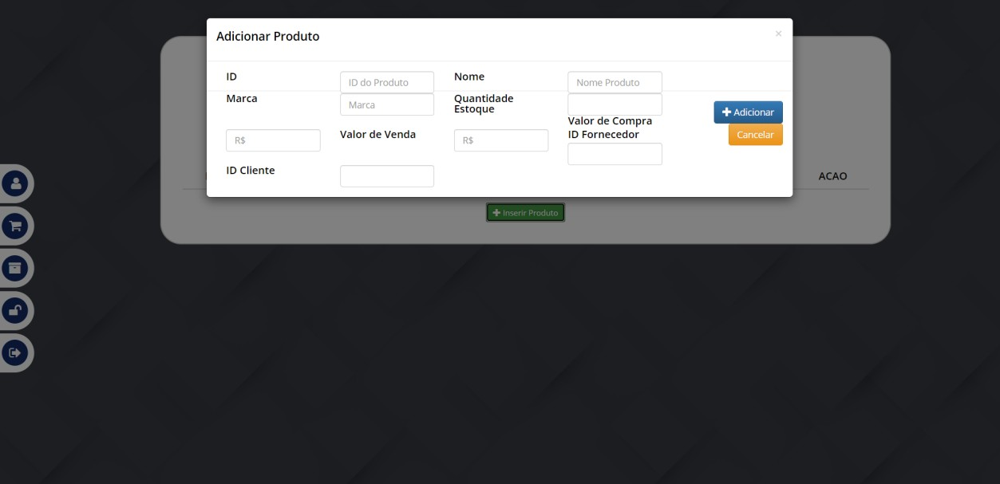 Adicionar Produto
×
ID
ID do Produto
Nome
Nome Produto
Marca
Marca
Quantidade
Estoque
Adicionar
Valor de Compra
R$
Valor de Venda
R$
ID Fornecedor
Cancelar
ID Cliente
ACAO
Inserir Produto